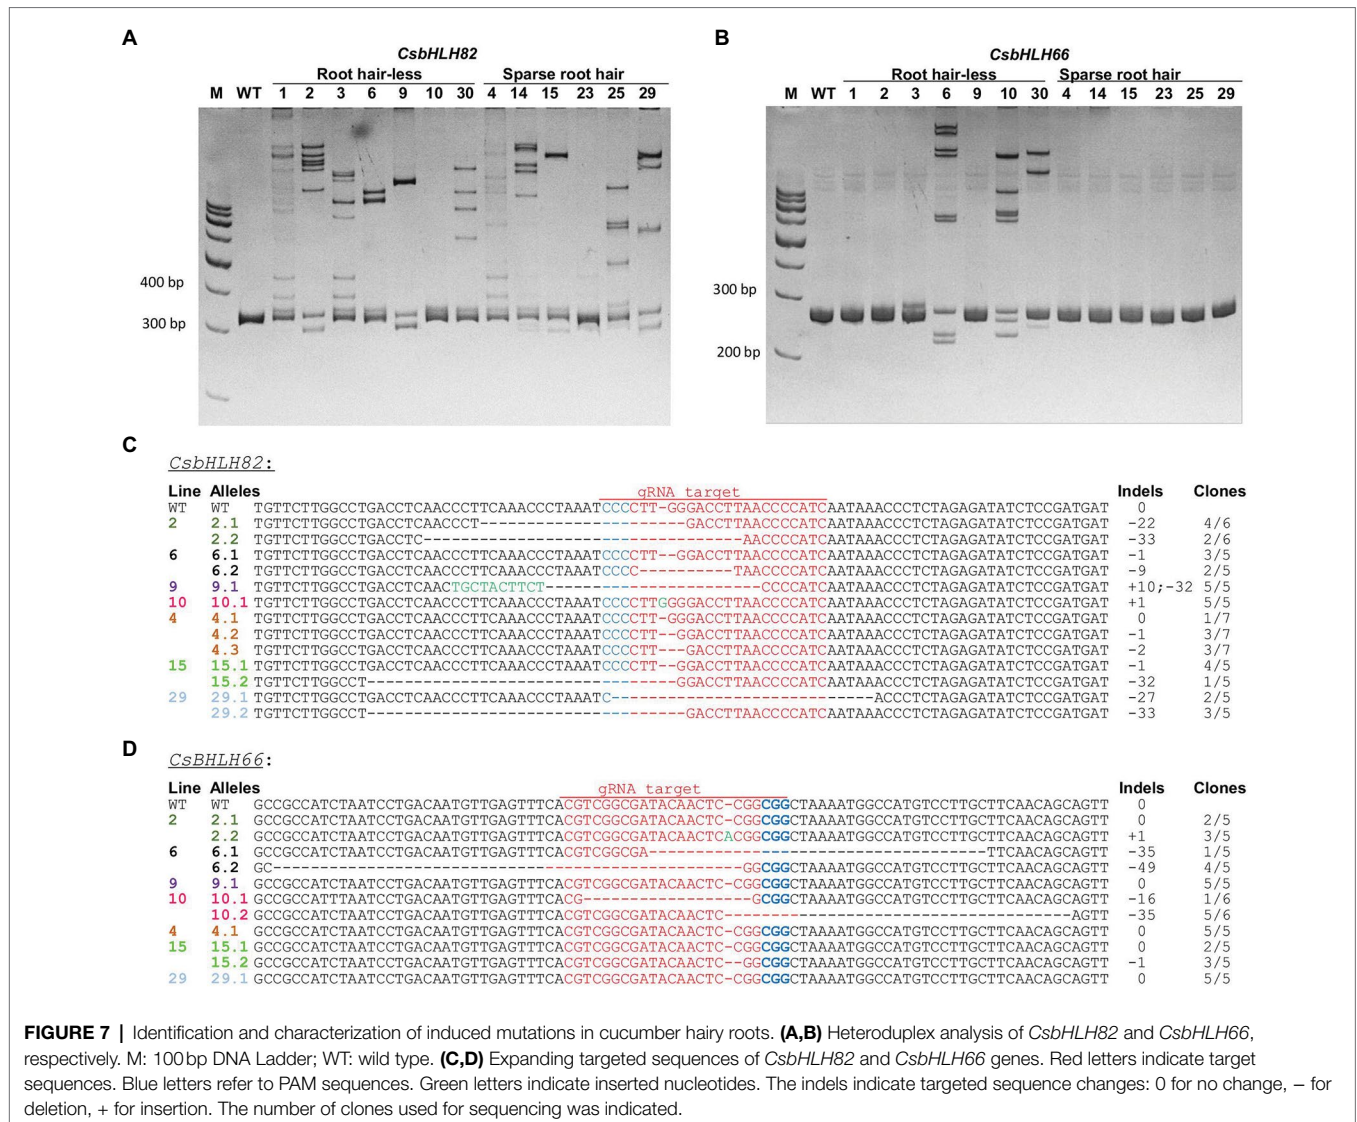 A
B
CsbHLH82
Root hair-less Sparse root hair
M WT 1 2 3 6 9 10 30 4 14 15 23 25 29
400 bp
300 bp
CsbHLH66
Root hair-less Sparse root hair
M WT 1 2 3 6 9 10 30 4 14 15 23 25 29
300 bp
200 bp
C
CsbHLH82:
gRNA target
Line Alleles Indels Clones
WT WT TGTTCTTGGCCTGACCTCAACCCTTCAAACCCTAAATCCCCTT-GGGACCTTAACCCCATCAATAAACCCTCTAGAGATATCTCCGATGAT 0
2 2.1 TGTTCTTGGCCTGACCTCAACCCT----------------------GACCTTAACCCCATCAATAAACCCTCTAGAGATATCTCCGATGAT -22 4/6
2.2 TGTTCTTGGCCTGACCTC----------------------------------AACCCCATCAATAAACCCTCTAGAGATATCTCCGATGAT -33 2/6
6 6.1 TGTTCTTGGCCTGACCTCAACCCTTCAAACCCTAAATCCCCTT--GGACCTTAACCCCATCAATAAACCCTCTAGAGATATCTCCGATGAT -1 3/5
6.2 TGTTCTTGGCCTGACCTCAACCCTTCAAACCCTAAATCCCC----------TAACCCCATCAATAAACCCTCTAGAGATATCTCCGATGAT -9 2/5
9 9.1 TGTTCTTGGCCTGACCTCAACTGCTACTTCT-----------------------CCCCATCAATAAACCCTCTAGAGATATCTCCGATGAT +10;-32 5/5
10 10.1 TGTTCTTGGCCTGACCTCAACCCTTCAAACCCTAAATCCCCTTGGGGACCTTAACCCCATCAATAAACCCTCTAGAGATATCTCCGATGAT +1 5/5
4 4.1 TGTTCTTGGCCTGACCTCAACCCTTCAAACCCTAAATCCCCTT-GGGACCTTAACCCCATCAATAAACCCTCTAGAGATATCTCCGATGAT 0 1/7
4.2 TGTTCTTGGCCTGACCTCAACCCTTCAAACCCTAAATCCCCTT--GGACCTTAACCCCATCAATAAACCCTCTAGAGATATCTCCGATGAT -1 3/7
4.3 TGTTCTTGGCCTGACCTCAACCCTTCAAACCCTAAATCCCCTT---GACCTTAACCCCATCAATAAACCCTCTAGAGATATCTCCGATGAT -2 3/7
15 15.1 TGTTCTTGGCCTGACCTCAACCCTTCAAACCCTAAATCCCCTT--GGACCTTAACCCCATCAATAAACCCTCTAGAGATATCTCCGATGAT -1 4/5
15.2 TGTTCTTGGCCT---------------------------------GGACCTTAACCCCATCAATAAACCCTCTAGAGATATCTCCGATGAT -32 1/5
29 29.1 TGTTCTTGGCCTGACCTCAACCCTTCAAACCCTAAATC----------------------------ACCCTCTAGAGATATCTCCGATGAT -27 2/5
29.2 TGTTCTTGGCCT----------------------------------GACCTTAACCCCATCAATAAACCCTCTAGAGATATCTCCGATGAT -33 3/5
D
CsBHLH66:
gRNA target
Line Alleles Indels Clones
WT WT GCCGCCATCTAATCCTGACAATGTTGAGTTTCACGTCGGCGATACAACTC-CGGCGGCTAAAATGGCCATGTCCTTGCTTCAACAGCAGTT 0
2 2.1 GCCGCCATCTAATCCTGACAATGTTGAGTTTCACGTCGGCGATACAACTC-CGGCGGCTAAAATGGCCATGTCCTTGCTTCAACAGCAGTT 0 2/5
2.2 GCCGCCATCTAATCCTGACAATGTTGAGTTTCACGTCGGCGATACAACTCACGGCGGCTAAAATGGCCATGTCCTTGCTTCAACAGCAGTT +1 3/5
6 6.1 GCCGCCATCTAATCCTGACAATGTTGAGTTTCACGTCGGCGA------------------------------------TTCAACAGCAGTT -35 1/5
6.2 GC--------------------------------------------------GGCGGCTAAAATGGCCATGTCCTTGCTTCAACAGCAGTT -49 4/5
9 9.1 GCCGCCATCTAATCCTGACAATGTTGAGTTTCACGTCGGCGATACAACTC-CGGCGGCTAAAATGGCCATGTCCTTGCTTCAACAGCAGTT 0 5/5
10 10.1 GCCGCCATTTAATCCTGACAATGTTGAGTTTCACG------------------GCGGCTAAAATGGCCATGTCCTTGCTTCAACAGCAGTT -16 1/6
10.2 GCCGCCATCTAATCCTGACAATGTTGAGTTTCACGTCGGCGATACAACTC-------------------------------------AGTT -35 5/6
4 4.1 GCCGCCATCTAATCCTGACAATGTTGAGTTTCACGTCGGCGATACAACTC-CGGCGGCTAAAATGGCCATGTCCTTGCTTCAACAGCAGTT 0 5/5
15 15.1 GCCGCCATCTAATCCTGACAATGTTGAGTTTCACGTCGGCGATACAACTC-CGGCGGCTAAAATGGCCATGTCCTTGCTTCAACAGCAGTT 0 2/5
15.2 GCCGCCATCTAATCCTGACAATGTTGAGTTTCACGTCGGCGATACAACTC--GGCGGCTAAAATGGCCATGTCCTTGCTTCAACAGCAGTT -1 3/5
29 29.1 GCCGCCATCTAATCCTGACAATGTTGAGTTTCACGTCGGCGATACAACTC-CGGCGGCTAAAATGGCCATGTCCTTGCTTCAACAGCAGTT 0 5/5
FIGURE 7 | Identification and characterization of induced mutations in cucumber hairy roots. (A,B) Heteroduplex analysis of CsbHLH82 and CsbHLH66,
respectively. M: 100 bp DNA Ladder; WT: wild type. (C,D) Expanding targeted sequences of CsbHLH82 and CsbHLH66 genes. Red letters indicate target
sequences. Blue letters refer to PAM sequences. Green letters indicate inserted nucleotides. The indels indicate targeted sequence changes: 0 for no change, – for
deletion, + for insertion. The number of clones used for sequencing was indicated.